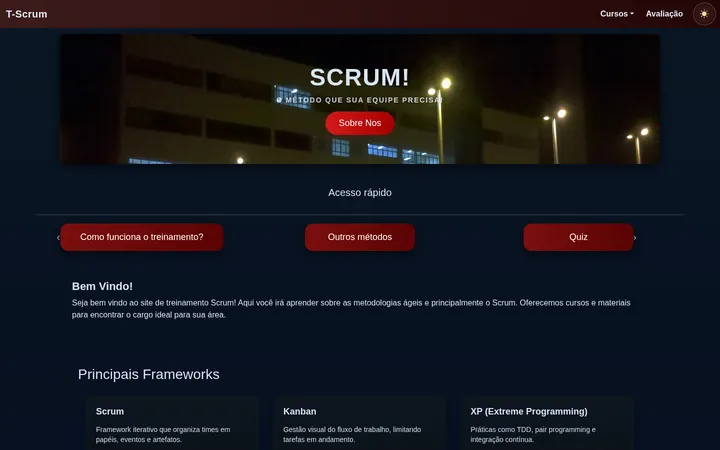 T-Scrum
Cursos
Avaliação
SCRUM!
O MÉTODO QUE SUA EQUIPE PRECISA!
Sobre Nos
Acesso rápido
‹
Como funciona o treinamento?
Outros métodos
Quiz
›
Bem Vindo!
Seja bem vindo ao site de treinamento Scrum! Aqui você irá aprender sobre as metodologias ágeis e principalmente o Scrum. Oferecemos cursos e materiais
para encontrar o cargo ideal para sua área.
Principais Frameworks
Scrum
Framework iterativo que organiza times em
papéis, eventos e artefatos.
Kanban
Gestão visual do fluxo de trabalho, limitando
tarefas em andamento.
XP (Extreme Programming)
Práticas como TDD, pair programming e
integração contínua.